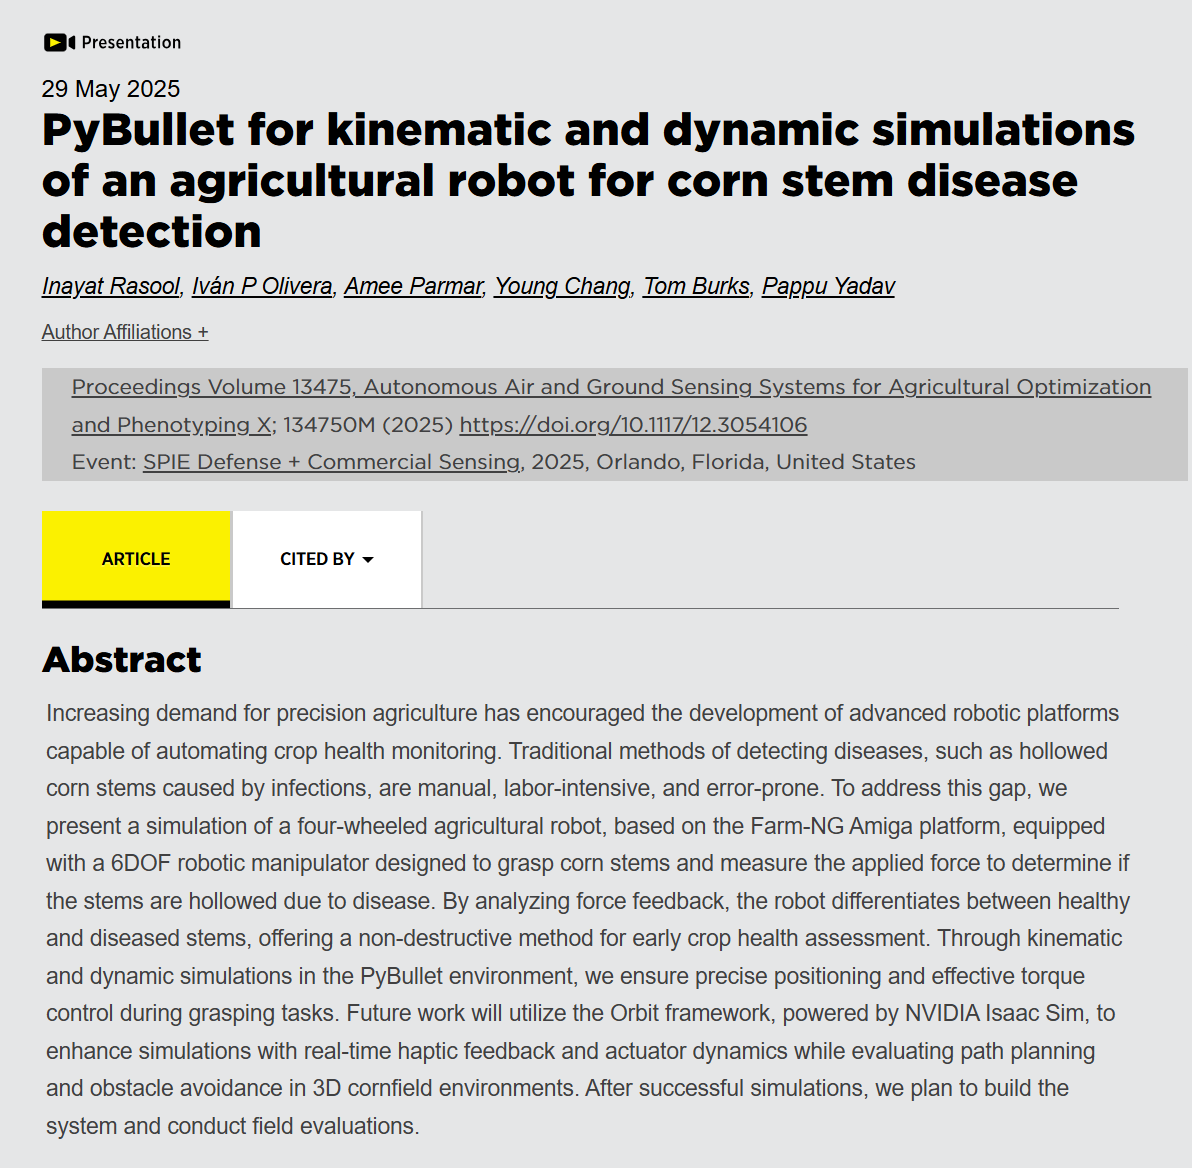 Presentation
29 May 2025
PyBullet for kinematic and dynamic simulations
of an agricultural robot for corn stem disease
detection
Inayat Rasool, Iván P Olivera, Amee Parmar, Young Chang, Tom Burks, Pappu Yadav
Author Affiliations +
Proceedings Volume 13475, Autonomous Air and Ground Sensing Systems for Agricultural Optimization
and Phenotyping X; 134750M (2025) https://doi.org/10.1117/12.3054106
Event: SPIE Defense + Commercial Sensing, 2025, Orlando, Florida, United States
ARTICLE
CITED BY
Abstract
Increasing demand for precision agriculture has encouraged the development of advanced robotic platforms
capable of automating crop health monitoring. Traditional methods of detecting diseases, such as hollowed
corn stems caused by infections, are manual, labor-intensive, and error-prone. To address this gap, we
present a simulation of a four-wheeled agricultural robot, based on the Farm-NG Amiga platform, equipped
with a 6DOF robotic manipulator designed to grasp corn stems and measure the applied force to determine if
the stems are hollowed due to disease. By analyzing force feedback, the robot differentiates between healthy
and diseased stems, offering a non-destructive method for early crop health assessment. Through kinematic
and dynamic simulations in the PyBullet environment, we ensure precise positioning and effective torque
control during grasping tasks. Future work will utilize the Orbit framework, powered by NVIDIA Isaac Sim, to
enhance simulations with real-time haptic feedback and actuator dynamics while evaluating path planning
and obstacle avoidance in 3D cornfield environments. After successful simulations, we plan to build the
system and conduct field evaluations.